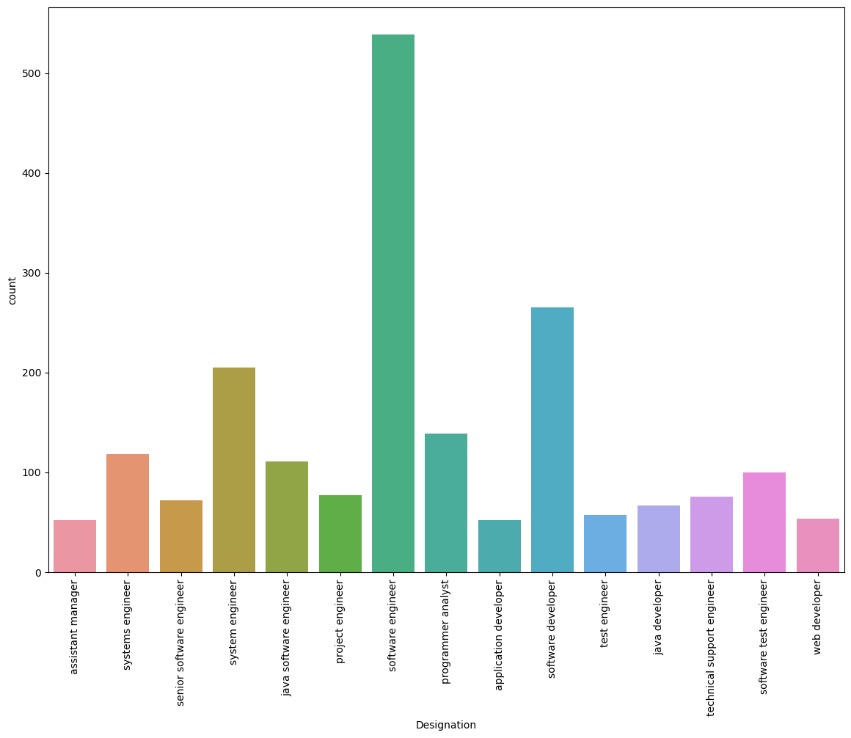 500
400
300
200
100
0
count
assistant manager
systems engineer
senior software engineer
system engineer
java software engineer
project engineer
software engineer
programmer analyst
application developer
software developer
test engineer
java developer
technical support engineer
software test engineer
web developer
Designation